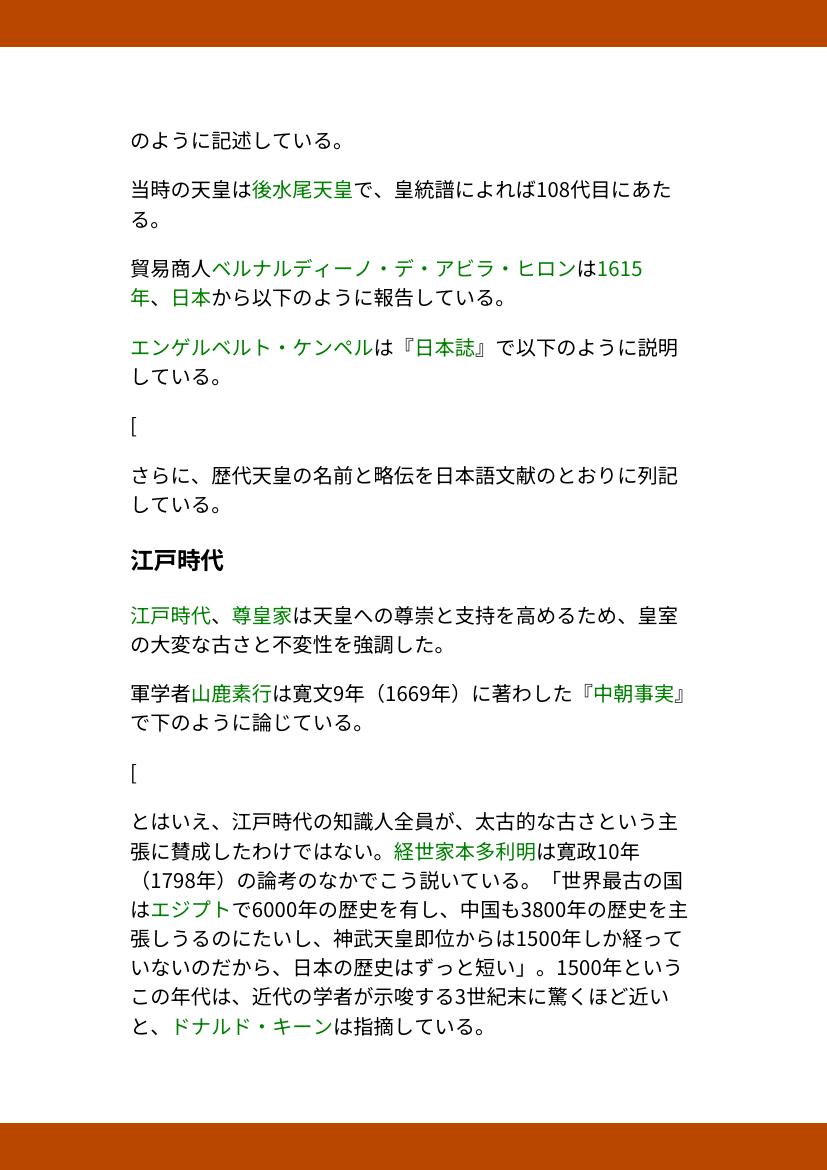 のように記述している。
当時の天皇は後水尾天皇で、皇統譜によれば108代目にあた
る。
貿易商人ベルナルディーノ・デ・アビラ・ヒロンは1615
年、日本から以下のように報告している。
エンゲルベルト・ケンペルは『日本誌』で以下のように説明
している。
[
さらに、歴代天皇の名前と略伝を日本語文献のとおりに列記
している。
江戸時代
江戸時代、尊皇家は天皇への尊崇と支持を高めるため、皇室
の大変な古さと不変性を強調した。
軍学者山鹿素行は寛文9年（1669年）に著わした『中朝事実』
で下のように論じている。
[
とはいえ、江戸時代の知識人全員が、太古的な古さという主
張に賛成したわけではない。経世家本多利明は寛政10年
（1798年）の論考のなかでこう説いている。「世界最古の国
はエジプトで6000年の歴史を有し、中国も3800年の歴史を主
張しうるのにたいし、神武天皇即位からは1500年しか経って
いないのだから、日本の歴史はずっと短い」。1500年という
この年代は、近代の学者が示唆する3世紀末に驚くほど近い
と、ドナルド・キーンは指摘している。